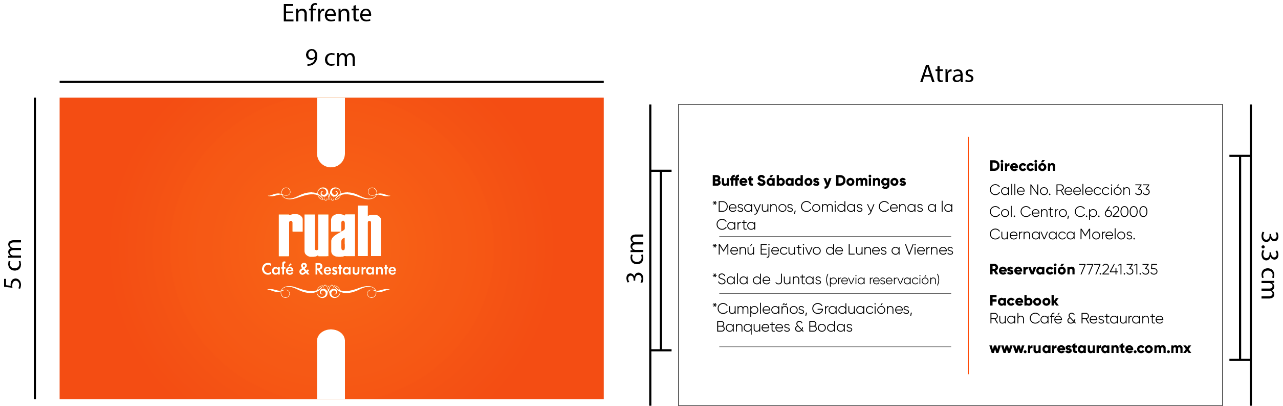 Enfrente
9 cm
5 cm
ruah
Café & Restaurante
Atras
3 cm
Buffet Sábados y Domingos
*Desayunos, Comidas y Cenas a la
Carta
*Menú Ejecutivo de Lunes a Viernes
*Sala de Juntas (previa reservación)
*Cumpleaños, Graduaciónes,
Banquetes & Bodas
Dirección
Calle No. Reelección 33
Col. Centro, C.p. 62000
Cuernavaca Morelos.
Reservación 777.241.31.35
Facebook
Ruah Café & Restaurante
www.ruarestaurante.com.mx
3.3 cm